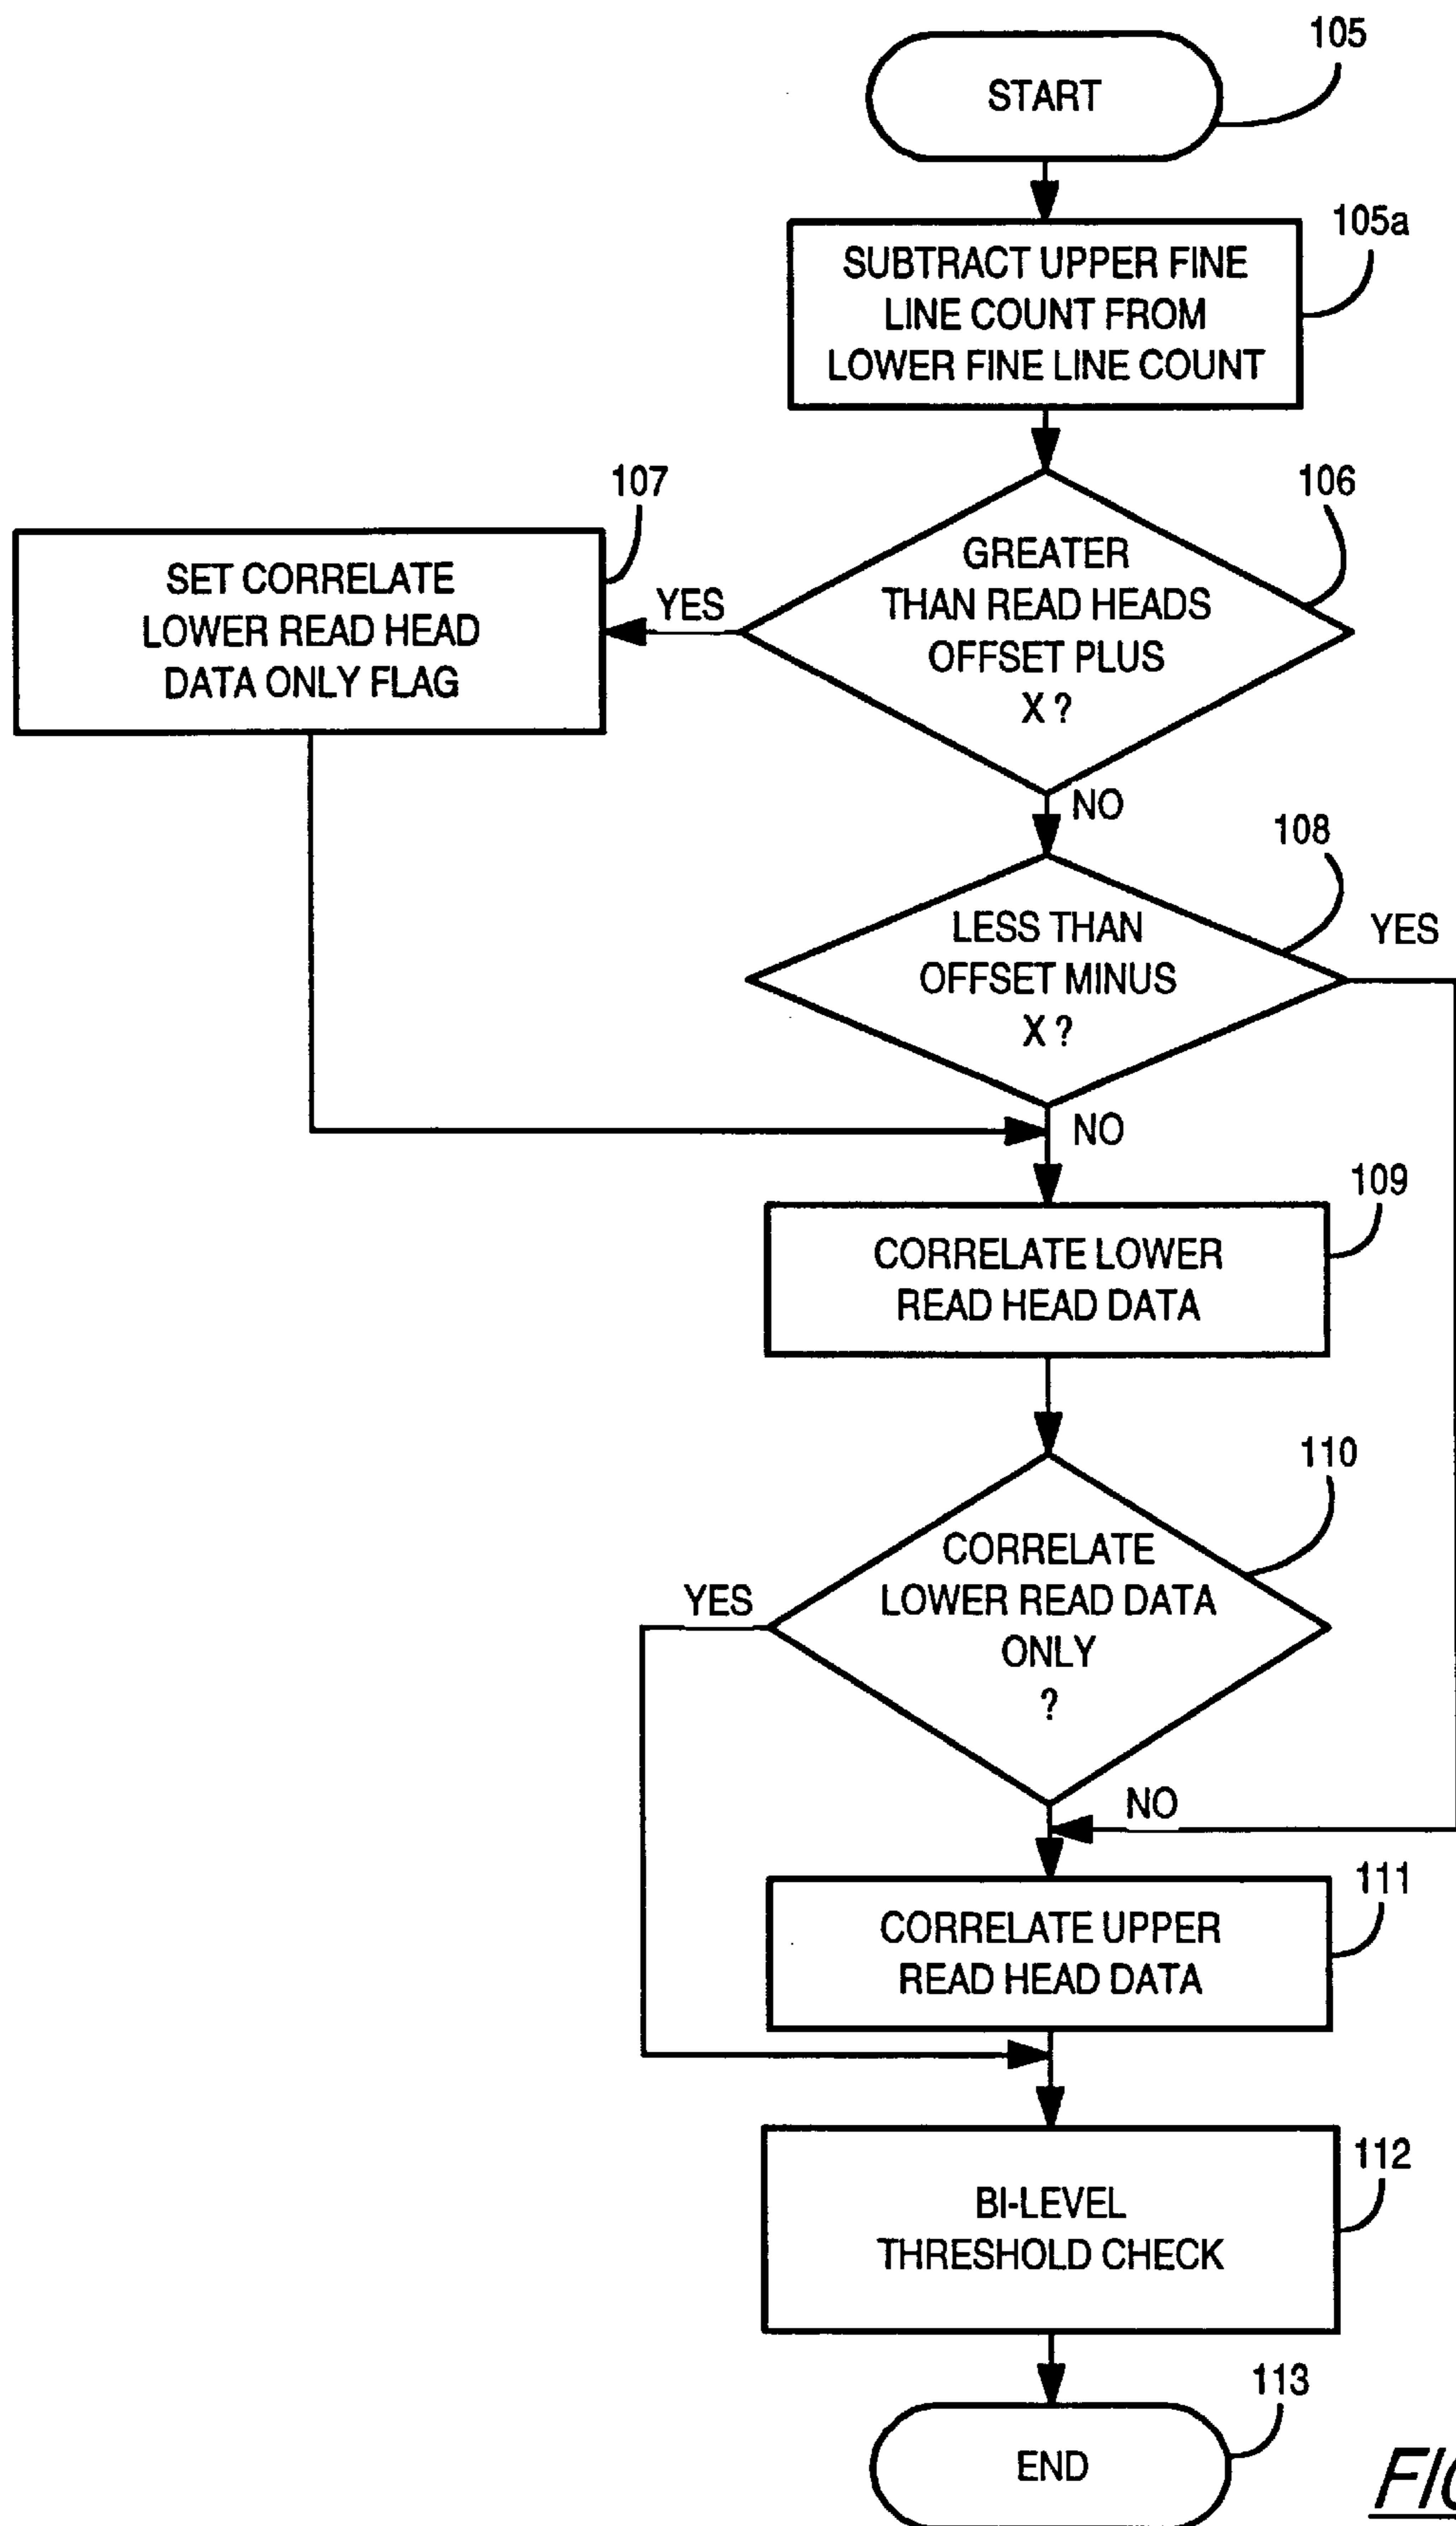 105
START
105a
SUBTRACT UPPER FINE
LINE COUNT FROM
LOWER FINE LINE COUNT
107
106
SET CORRELATE
LOWER READ HEAD
DATA ONLY FLAG
YES
GREATER
THAN READ HEADS
OFFSET PLUS
X ?
NO
108
LESS THAN
OFFSET MINUS
X ?
YES
NO
109
CORRELATE LOWER
READ HEAD DATA
110
CORRELATE
LOWER READ DATA
ONLY
?
YES
NO
111
CORRELATE UPPER
READ HEAD DATA
112
BI-LEVEL
THRESHOLD CHECK
113
END